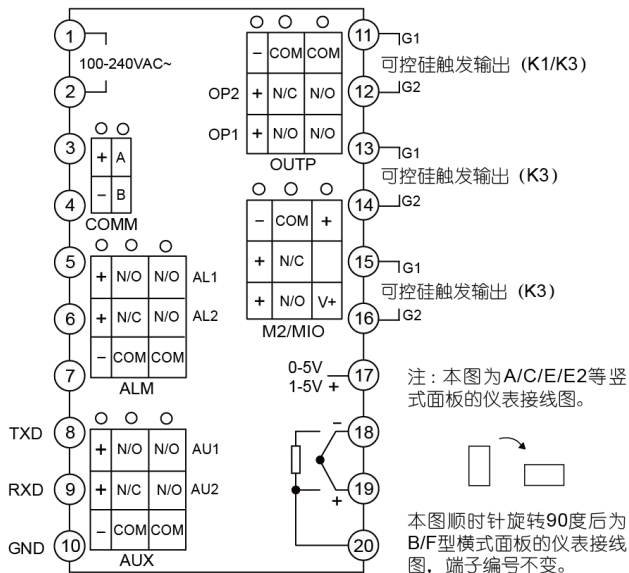 1
100-240VAC~
2
3
+ A
4
− B
COMM
5
+ N/O N/O AL1
6
+ N/C N/O AL2
− COM COM
7
ALM
TXD 8
+ N/O N/O AU1
RXD 9
+ N/C N/O AU2
GND 10
− COM COM
AUX
− COM COM
OP2 + N/C N/O
OP1 + N/O N/O
OUTP
− COM +
+ N/C
+ N/O V+
M2/MIO
11 G1
可控硅触发输出 (K1/K3)
12 G2
13 G1
可控硅触发输出 (K3)
14 G2
15 G1
可控硅触发输出 (K3)
16 G2
0-5V
1-5V + 17
− 18
+ 19
20
注:本图为A/C/E/E2等竖
式面板的仪表接线图。
本图顺时针旋转90度后为
B/F型横式面板的仪表接线
图，端子编号不变。